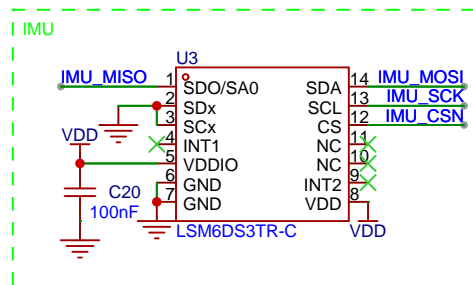 IMU
U3
IMU_MISO 1 SDO/SA0 SDA 14 IMU_MOSI
2 SDx SCL 13 IMU_SCK
3 SCx CS 12 IMU_CSN
4 INT1 NC 11
VDD 5 VDDIO NC 10
6 GND INT2 9
7 GND VDD 8
C20
100nF
LSM6DS3TR-C
VDD